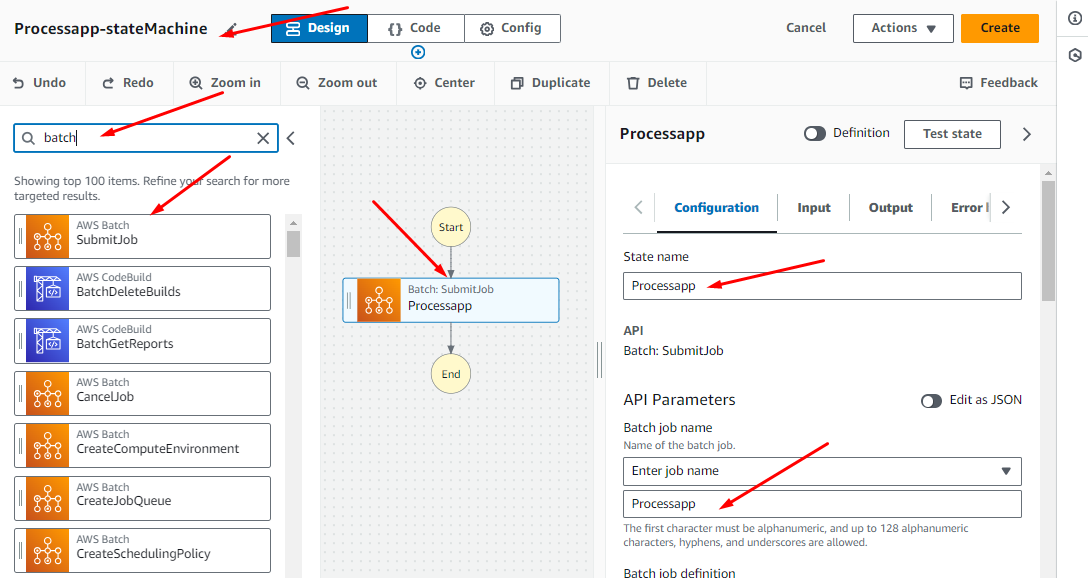 Processapp-stateMachine
Design
{} Code
Config
Cancel
Actions
Create
Undo
Redo
Zoom in
Zoom out
Center
Duplicate
Delete
Feedback
batch
Showing top 100 items. Refine your search for more
targeted results.
AWS Batch
SubmitJob
AWS CodeBuild
BatchDeleteBuilds
AWS CodeBuild
BatchGetReports
AWS Batch
CancelJob
AWS Batch
CreateComputeEnvironment
AWS Batch
CreateJobQueue
AWS Batch
CreateSchedulingPolicy
Start
Batch: SubmitJob
Processapp
End
Processapp
Definition
Test state
Configuration
Input
Output
Error
State name
Processapp
API
Batch: SubmitJob
API Parameters
Edit as JSON
Batch job name
Name of the batch job.
Enter job name
Processapp
The first character must be alphanumeric, and up to 128 alphanumeric
characters, hyphens, and underscores are allowed.
Batch job definition